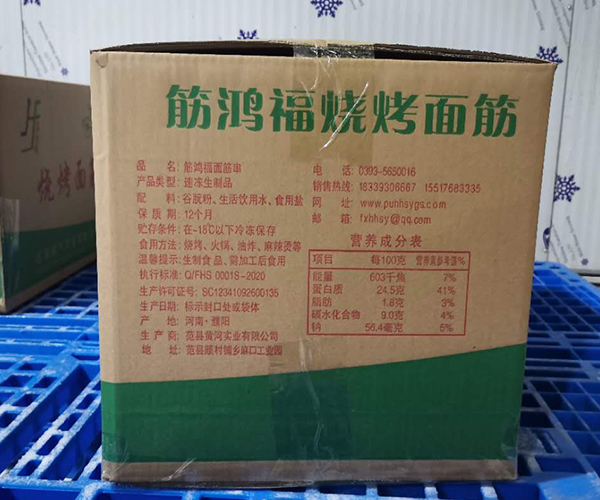 筋鸿福烧烤面筋
品 名: 筋鸿福面筋串
产品类型: 速冻生制品
配 料: 谷朊粉、生活饮用水、食用盐
保 质 期: 12个月
贮存条件: 在-18℃以下冷冻保存
食用方法: 烧烤、火锅、油炸、麻辣烫等
温馨提示: 生制食品、需加工后食用
执行标准: Q/FHS 0001S-2020
生产许可证号: SC12341092600135
生产日期: 标示封口处或袋体
产 地: 河南·濮阳
生 产 商: 范县黄河实业有限公司
地 址: 范县颜村铺乡麻口工业园
电 话: 0393-5650016
销售热线: 18339306667 15517683335
网 址: www.puhhsygs.com
邮 箱: fxhhsy@qq.com
营养成分表
项目 每100克 营养素参考值%
能量 603千焦 7%
蛋白质 24.5克 41%
脂肪 1.6克 3%
碳水化合物 9.0克 4%
钠 56.4毫克 5%
烧烤面